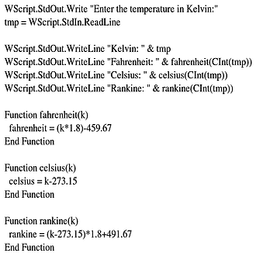 WScript.StdOut.Write "Enter the temperature in Kelvin:"
tmp = WScript.StdIn.ReadLine
WScript.StdOut.WriteLine "Kelvin: " & tmp
WScript.StdOut.WriteLine "Fahrenheit: " & fahrenheit(CInt(tmp))
WScript.StdOut.WriteLine "Celsius: " & celsius(CInt(tmp))
WScript.StdOut.WriteLine "Rankine: " & rankine(CInt(tmp))
Function fahrenheit(k)
fahrenheit = (k*1.8)-459.67
End Function
Function celsius(k)
celsius = k-273.15
End Function
Function rankine(k)
rankine = (k-273.15)*1.8+491.67
End Function